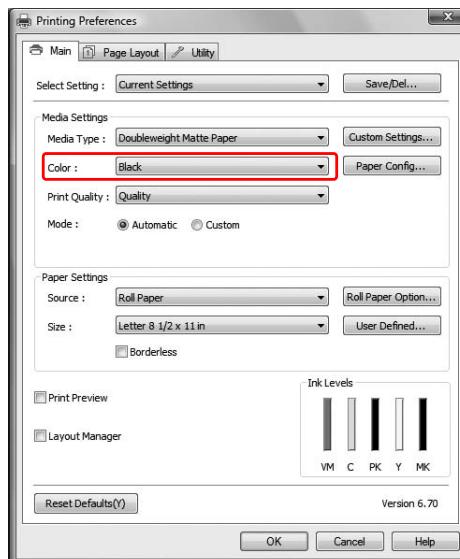 Printing Preferences
Main Page Layout Utility
Select Setting : Current Settings Save/Del...
Media Settings
Media Type : Doubleweight Matte Paper Custom Settings...
Color : Black Paper Config...
Print Quality : Quality
Mode : Automatic Custom
Paper Settings
Source : Roll Paper Roll Paper Option...
Size : Letter 8 1/2 x 11 in User Defined...
Borderless
Print Preview
Layout Manager
Ink Levels
VM C PK Y MK
Reset Defaults(Y) Version 6.70
OK Cancel Help